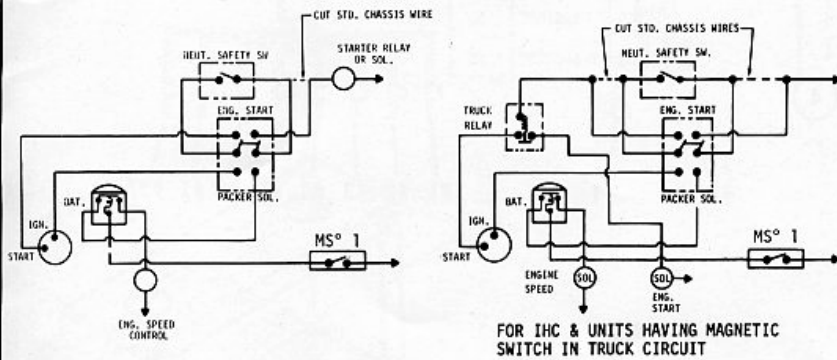 CUT STD. CHASSIS WIRE
NEUT. SAFETY SW
STARTER RELAY
OR SOL.
ENG. START
BAT.
PACKER SOL.
IGN.
START
MS° 1
ENG. SPEED
CONTROL
CUT STD. CHASSIS WIRES
NEUT. SAFETY SW.
TRUCK
RELAY
ENG. START
BAT.
PACKER SOL.
IGN.
START
MS° 1
ENGINE
SPEED
SOL
SOL
ENG.
START
FOR IHC & UNITS HAVING MAGNETIC
SWITCH IN TRUCK CIRCUIT